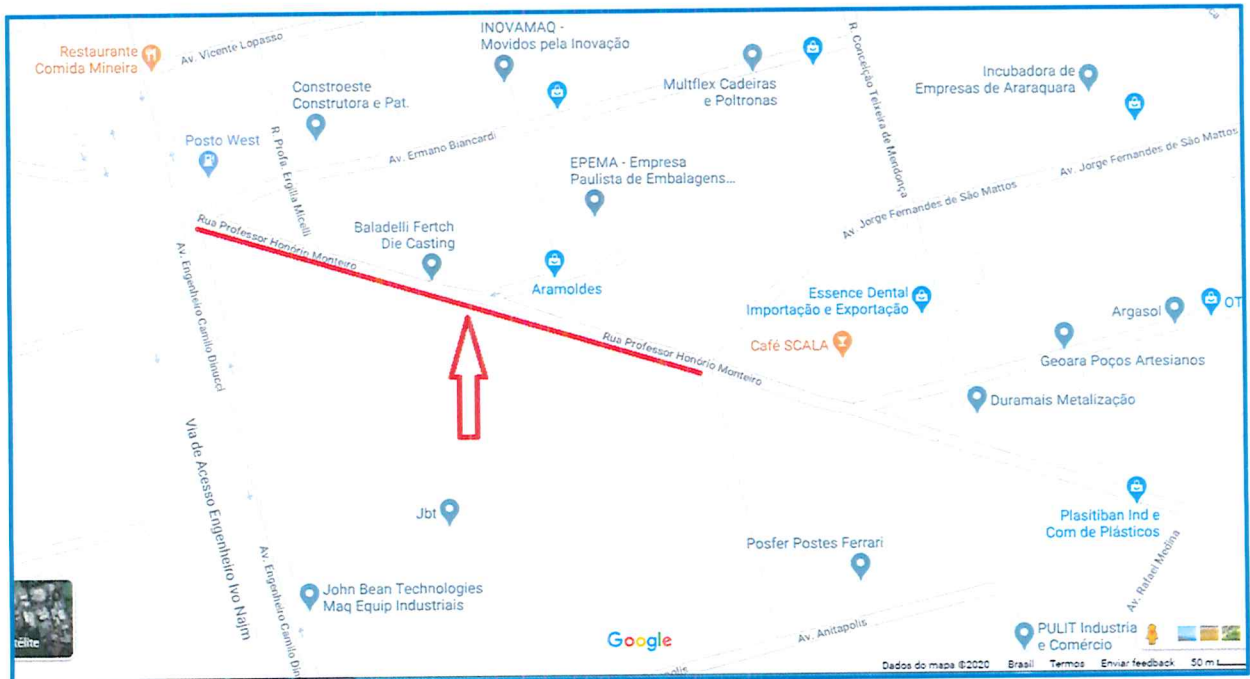 Restaurante
Comida Mineira
Av. Vicente Lopasso
INOVAMAQ -
Movidos pela Inovação
Constroeste
Construtora e Pat.
Multflex Cadeiras
e Poltronas
R. Conceição Teixeira de Mendonça
Incubadora de
Empresas de Araraquara
Posto West
R. Profa. Ergília Micelli
Av. Ermano Biancardi
EPEMA - Empresa
Paulista de Embalagens...
Av. Jorge Fernandes de São Mattos
Av. Jorge Fernandes de São Mattos
Rua Professor Honório Monteiro
Baladelli Fertch
Die Casting
Aramoldes
Av. Engenheiro Camilo Dinucci
Essence Dental
Importação e Exportação
Café SCALA
Argasol
OT
Rua Professor Honório Monteiro
Geoara Poços Artesianos
Duramais Metalização
Via de Acesso Engenheiro Ivo Najm
Jbt
Plasitiban Ind e
Com de Plásticos
Posfer Postes Ferrari
Av. Rafael Medina
Av. Engenheiro Camilo Din
John Bean Technologies
Maq Equip Industriais
télite
Google
Av. Anitapolis
polis
PULIT Industria
e Comércio
Dados do mapa ©2020 Brasil Termos Enviar feedback 50 m